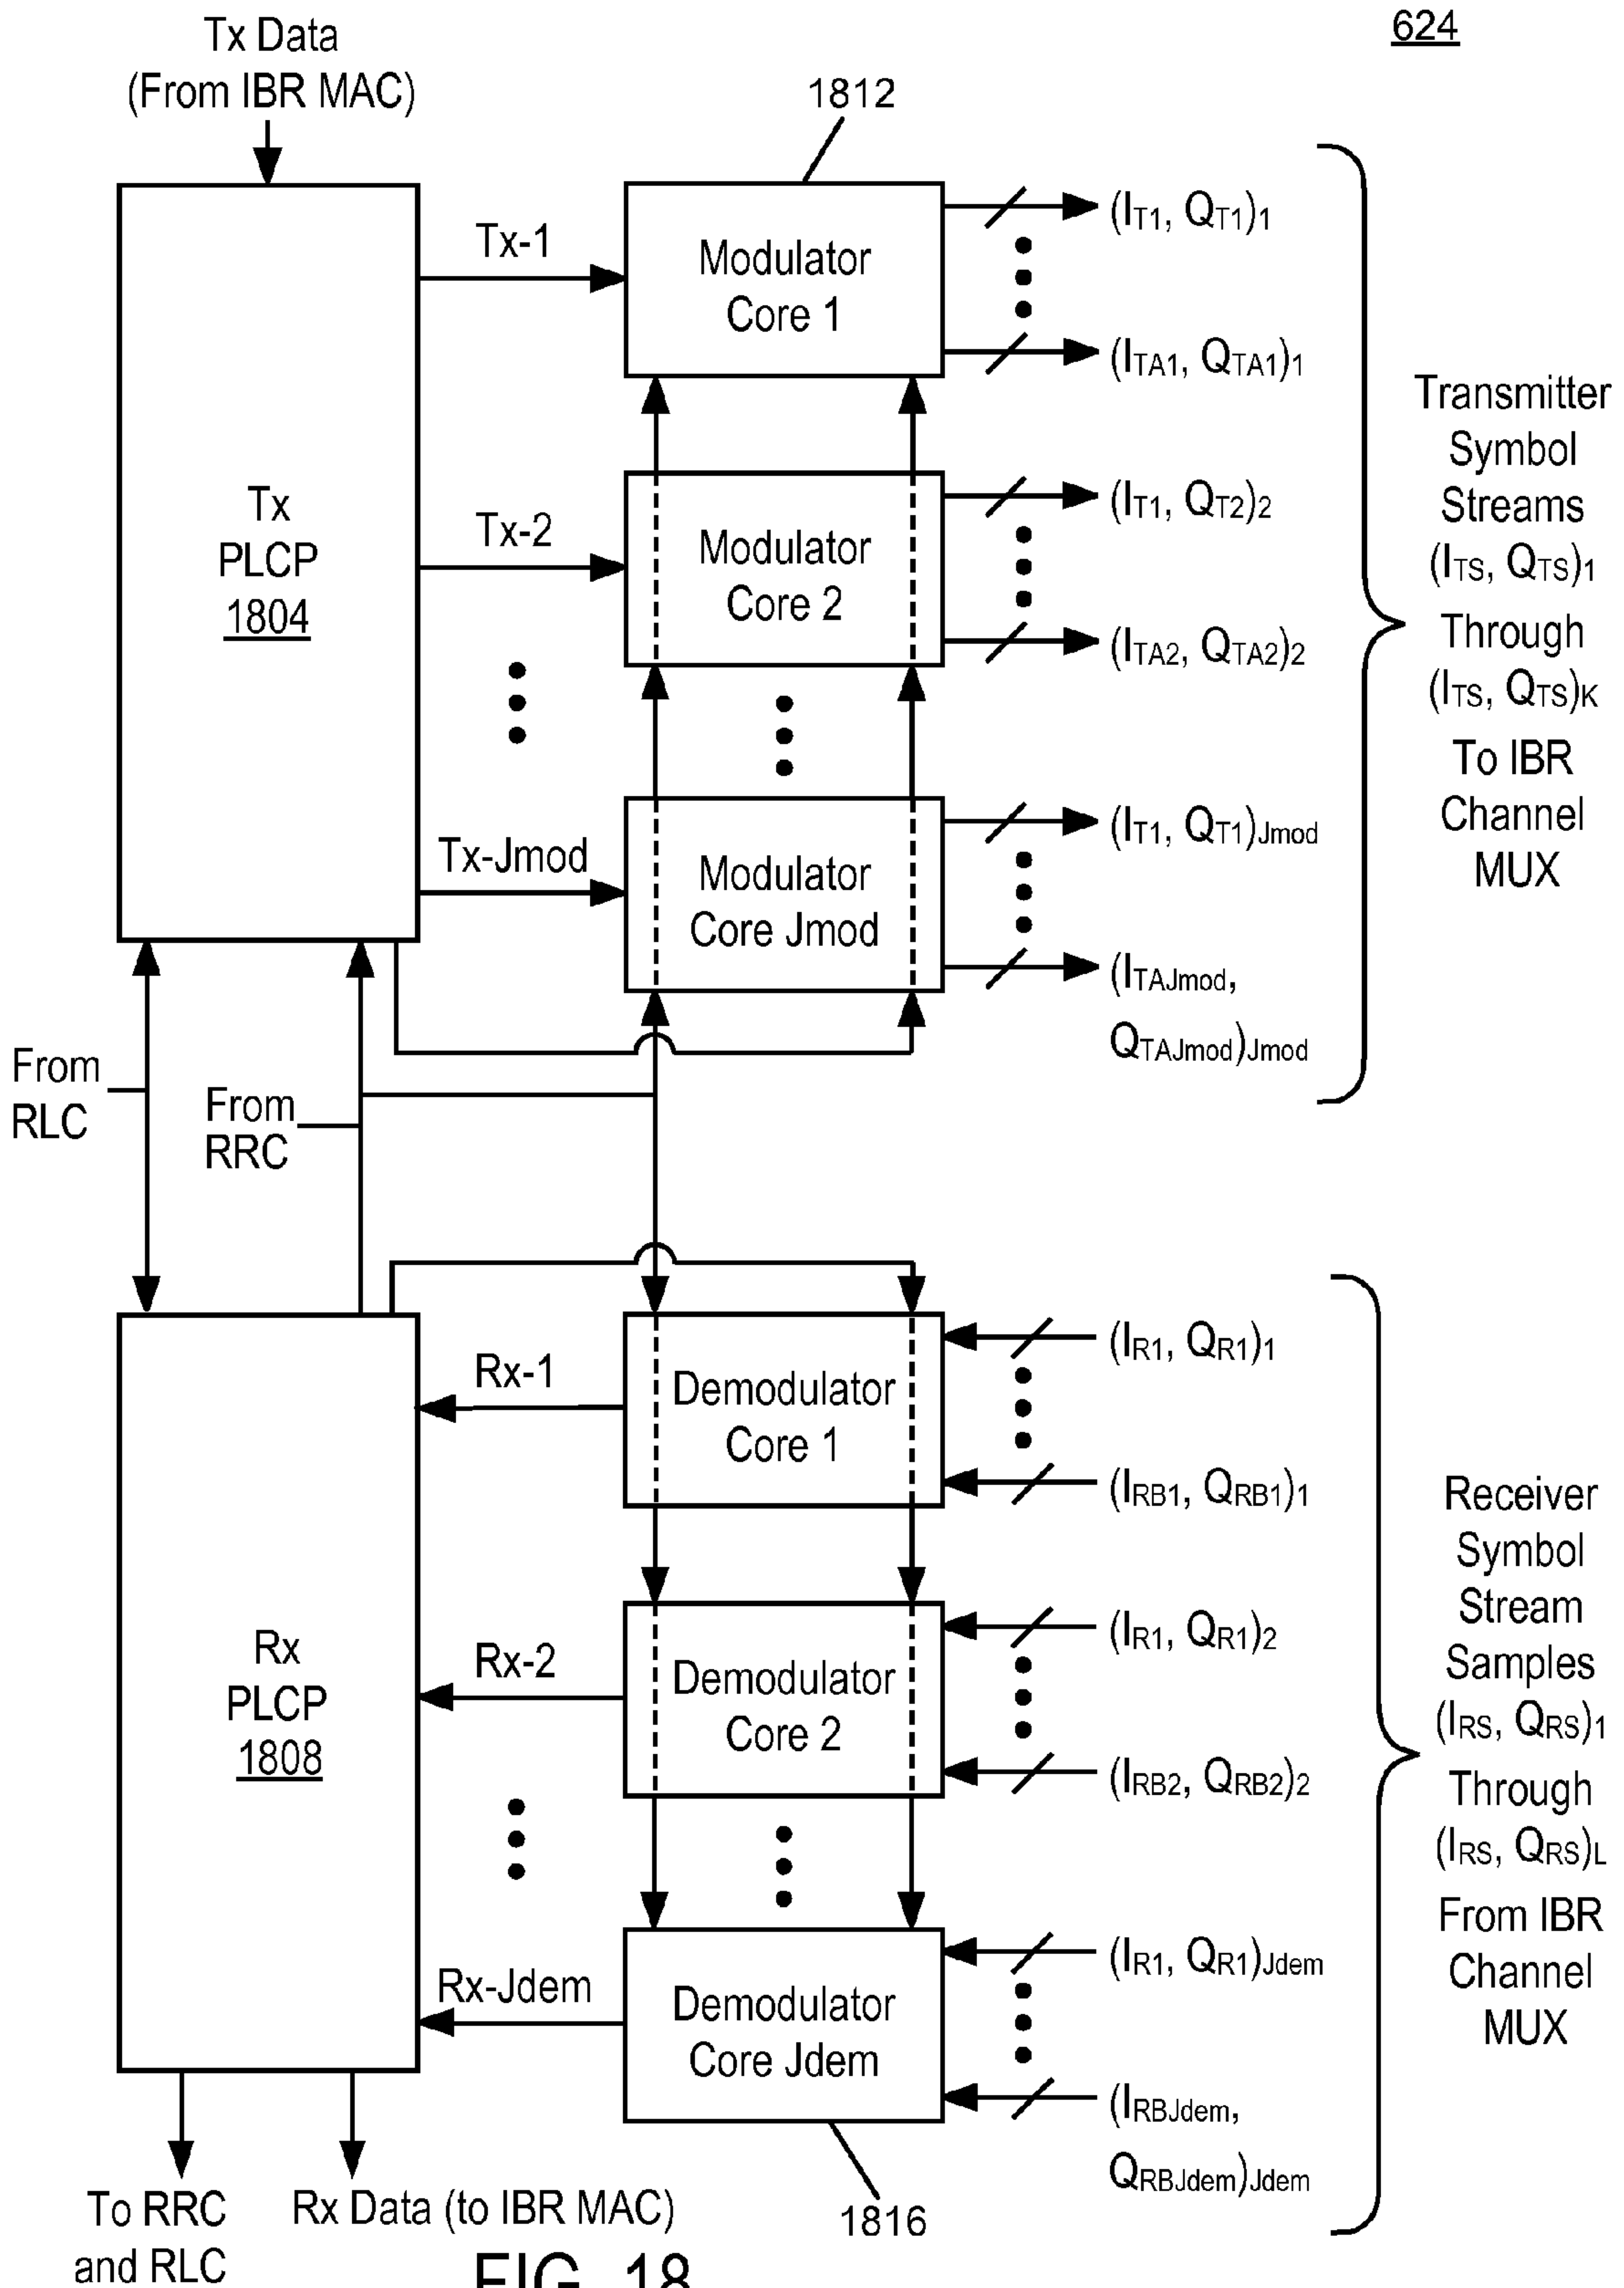 624
Tx Data
(From IBR MAC)
1812
Tx
PLCP
1804
Tx-1
Tx-2
Tx-Jmod
Modulator
Core 1
Modulator
Core 2
Modulator
Core Jmod
(IT1, QT1)1
(ITA1, QTA1)1
(IT1, QT2)2
(ITA2, QTA2)2
(IT1, QT1)Jmod
(ITAJmod,
QTAJmod)Jmod
Transmitter
Symbol
Streams
(ITS, QTS)1
Through
(ITS, QTS)K
To IBR
Channel
MUX
From
RLC
From
RRC
Rx
PLCP
1808
Rx-1
Rx-2
Rx-Jdem
Demodulator
Core 1
Demodulator
Core 2
Demodulator
Core Jdem
(IR1, QR1)1
(IRB1, QRB1)1
(IR1, QR1)2
(IRB2, QRB2)2
(IR1, QR1)Jdem
(IRBJdem,
QRBJdem)Jdem
Receiver
Symbol
Stream
Samples
(IRS, QRS)1
Through
(IRS, QRS)L
From IBR
Channel
MUX
1816
To RRC
and RLC
Rx Data (to IBR MAC)
FIG. 18